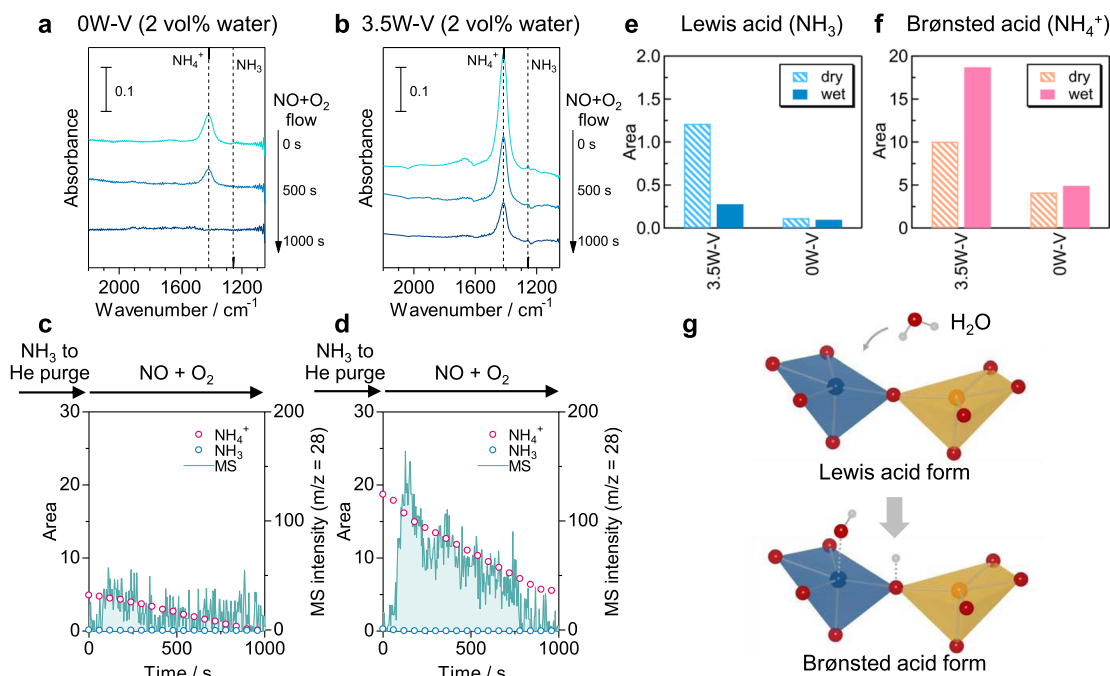 a 0W-V (2 vol% water)
NH₄⁺
NH₃
0.1
NO+O₂
flow
0 s
500 s
1000 s
Absorbance
2000 1600 1200
Wavenumber / cm⁻¹
b 3.5W-V (2 vol% water)
NH₄⁺
NH₃
0.1
NO+O₂
flow
0 s
500 s
1000 s
Absorbance
2000 1600 1200
Wavenumber / cm⁻¹
e Lewis acid (NH₃)
2.0
1.5
1.0
0.5
0.0
Area
dry
wet
3.5W-V
0W-V
f Brønsted acid (NH₄⁺)
20
15
10
5
0
Area
dry
wet
3.5W-V
0W-V
c
NH₃ to
He purge
NO + O₂
30
20
10
0
Area
NH₄⁺
NH₃
MS
200
100
0
MS intensity (m/z = 28)
0 500 1000
Time / s
d
NH₃ to
He purge
NO + O₂
30
20
10
0
Area
NH₄⁺
NH₃
MS
200
100
0
MS intensity (m/z = 28)
0 500 1000
Time / s
g
H₂O
Lewis acid form
Brønsted acid form